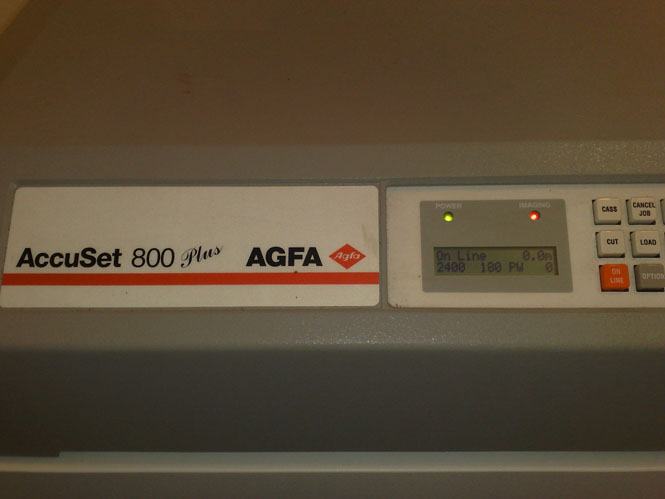 AccuSet 800 Plus AGFA Agfa
POWER IMAGING
On Line 0.0m
2400 180 PW 0
CASS CANCEL JOB
CUT LOAD
ON LINE OPTION